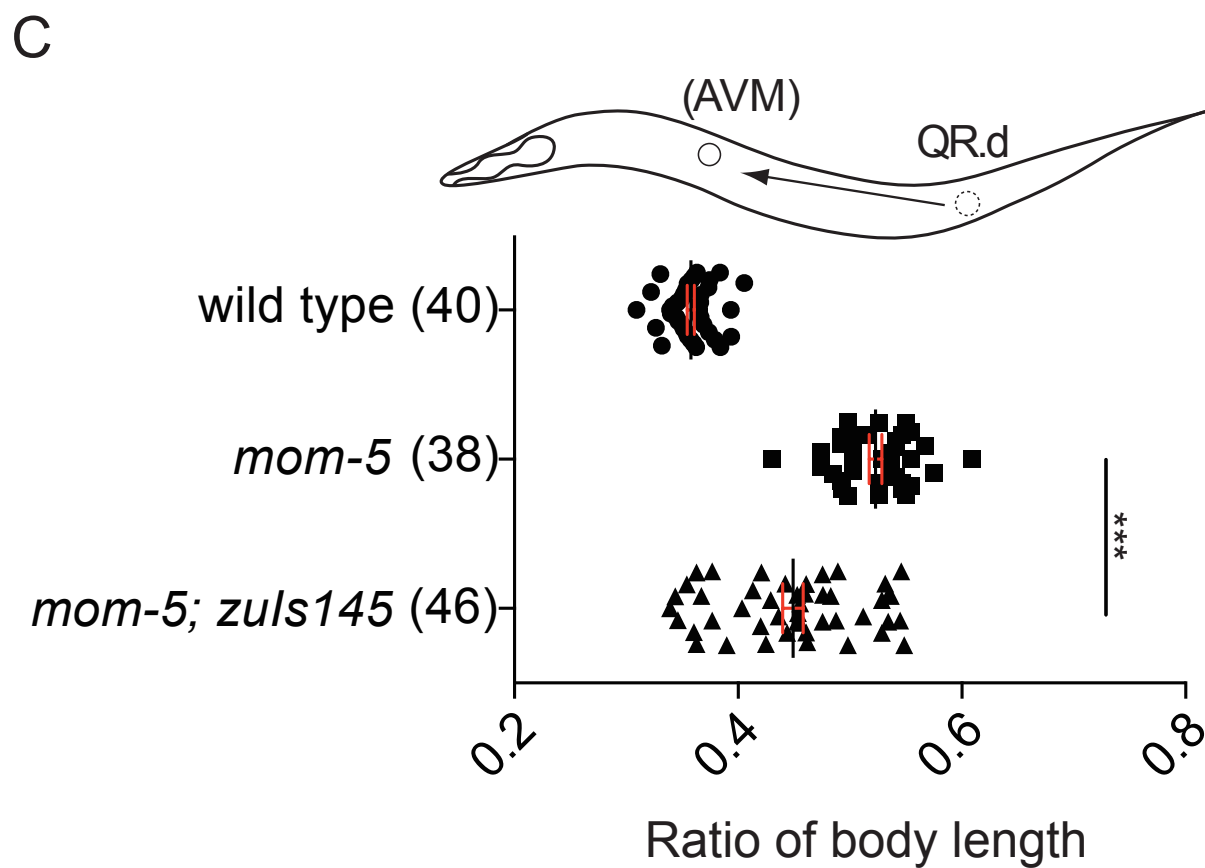 C
(AVM)
QR.d
wild type (40)
mom-5 (38)
mom-5; zuIs145 (46)
***
0.2 0.4 0.6 0.8
Ratio of body length